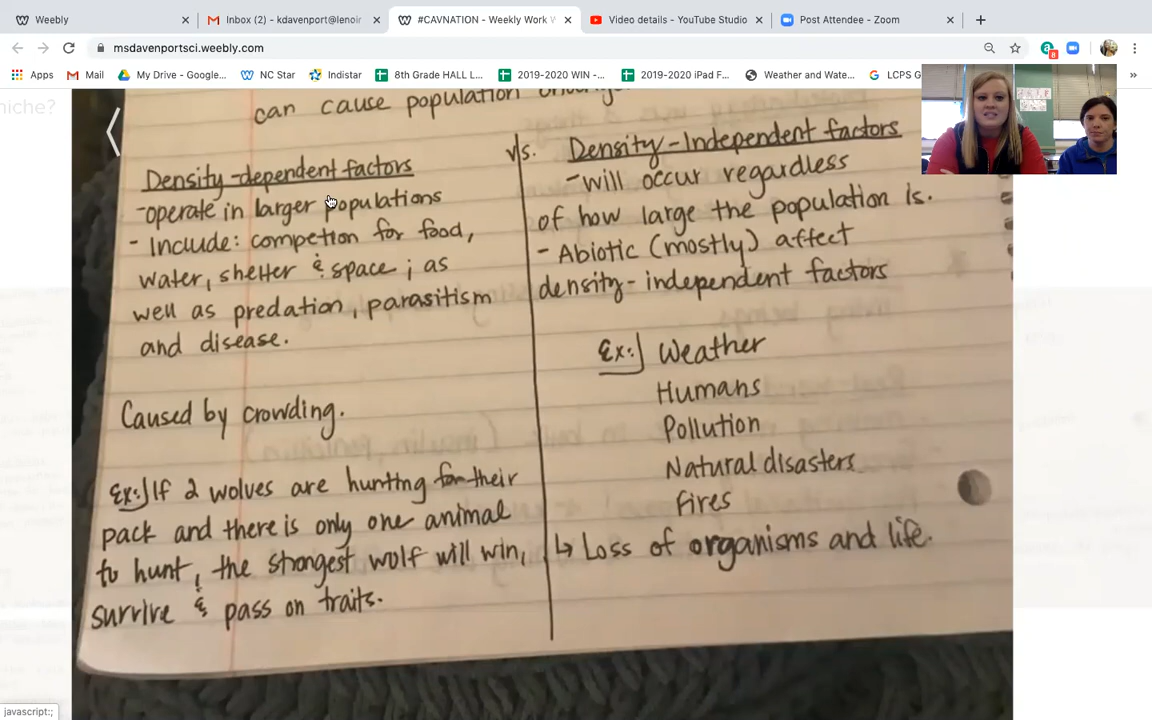 Weebly
Inbox (2) - kdavenport@lenoir
#CAVNATION - Weekly Work
Video details - YouTube Studio
Post Attendee - Zoom
msdavenportsci.weebly.com
Apps
Mail
My Drive - Google...
NC Star
Indistar
8th Grade HALL L...
2019-2020 WIN -...
2019-2020 iPad F...
Weather and Wate...
LCPS G
niche?
can cause population
Density-dependent factors
-operate in larger populations
- Include: competion for food,
water, shelter & space; as
well as predation, parasitism
and disease.
Caused by crowding.
Ex:) If 2 wolves are hunting for their
pack and there is only one animal
to hunt, the strongest wolf will win,
survive & pass on traits.
v/s.
Density-Independent factors
-will occur regardless
of how large the population is.
- Abiotic (mostly) affect
density-independent factors
Ex:) Weather
Humans
Pollution
Natural disasters
Fires
↳ Loss of organisms and life.
javascript:;